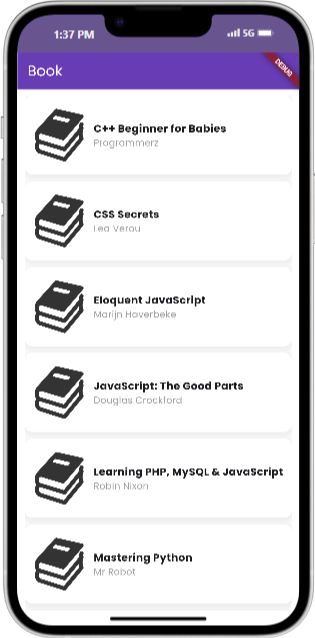 1:37 PM
5G
DEBUG
Book
C++ Beginner for Babies
Programmerz
CSS Secrets
Lea Verou
Eloquent JavaScript
Marijn Haverbeke
JavaScript: The Good Parts
Douglas Crockford
Learning PHP, MySQL & JavaScript
Robin Nixon
Mastering Python
Mr Robot